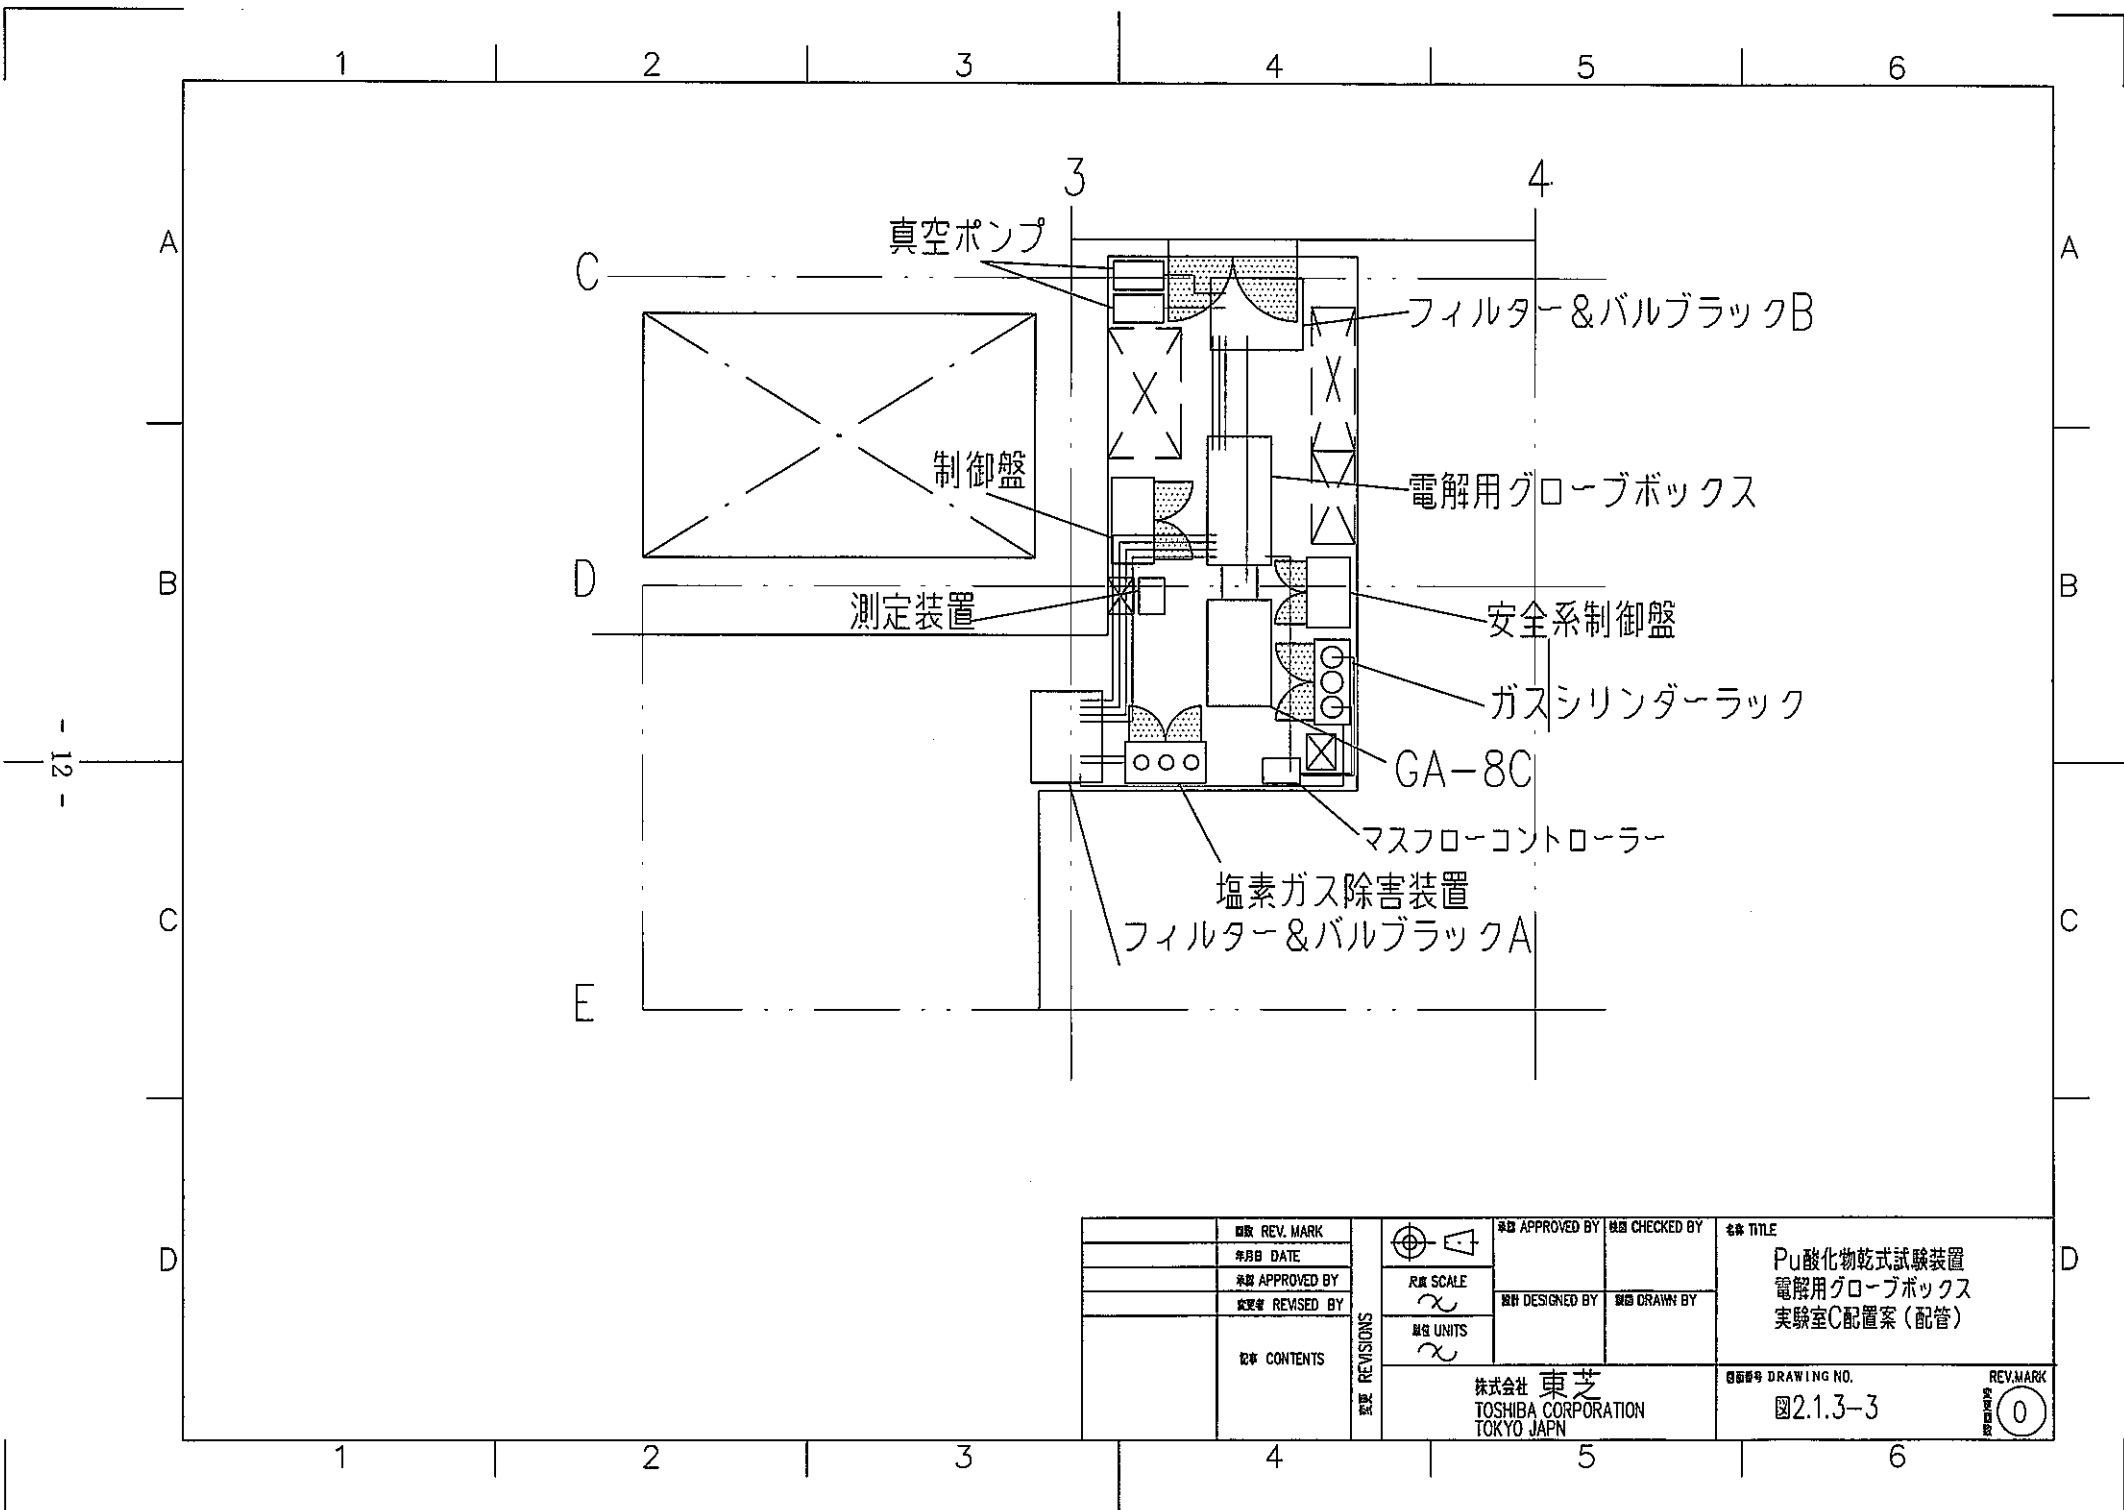 1 2 3 4 5 6
3 4
A A
真空ポンプ
C
フィルター&バルブラックB
制御盤
電解用グローブボックス
D
B B
測定装置
安全系制御盤
ガスシリンダーラック
- 12 -
GA-8C
マスフローコントローラー
塩素ガス除害装置
C C
フィルター&バルブラックA
E
D D
REV. MARK
年月日 DATE
承認 APPROVED BY
変更者 REVISED BY
記事 CONTENTS
変更 REVISIONS
尺度 SCALE
単位 UNITS
承認 APPROVED BY
検図 CHECKED BY
設計 DESIGNED BY
製図 DRAWN BY
名称 TITLE
Pu酸化物乾式試験装置
電解用グローブボックス
実験室C配置案(配管)
株式会社 東芝
TOSHIBA CORPORATION
TOKYO JAPN
図面番号 DRAWING NO.
図2.1.3-3
REV.MARK
0
1 2 3 4 5 6